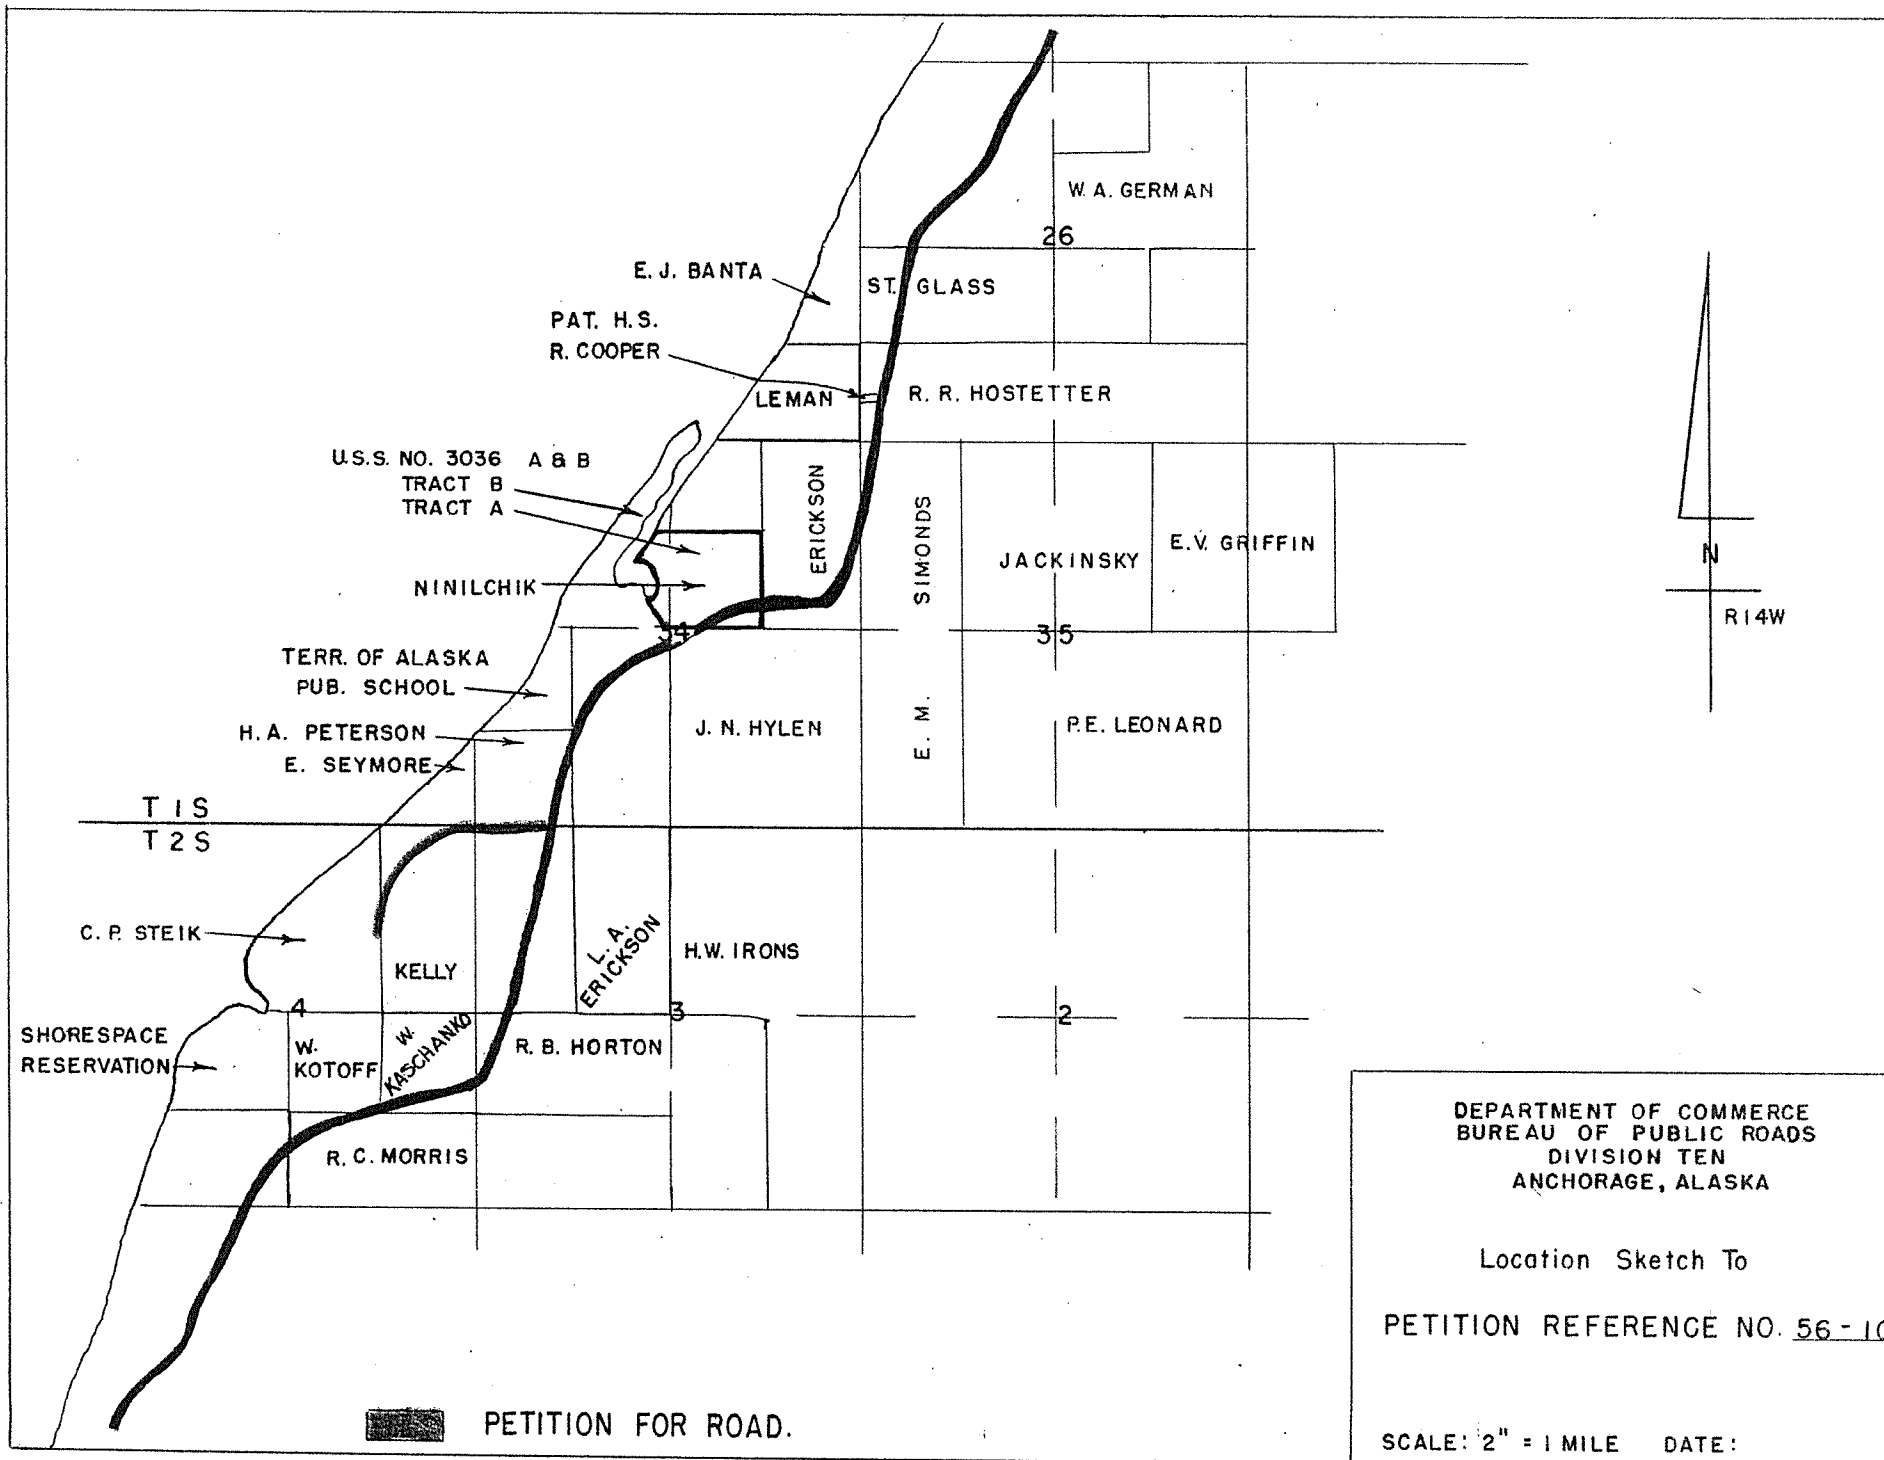 W. A. GERMAN
26
E. J. BANTA
ST. GLASS
PAT. H. S.
R. COOPER
LEMAN
R. R. HOSTETTER
U.S.S. NO. 3036 A & B
TRACT B
TRACT A
ERICKSON
E. M. SIMONDS
JACKINSKY
E.V. GRIFFIN
NINILCHIK
N
R14W
34
35
TERR. OF ALASKA
PUB. SCHOOL
H. A. PETERSON
J. N. HYLEN
P.E. LEONARD
E. SEYMORE
T 1 S
T 2 S
C. P. STEIK
KELLY
L. A.
ERICKSON
H.W. IRONS
4
3
2
SHORESPACE
RESERVATION
W.
KOTOFF
W.
KASCHANKO
R. B. HORTON
R. C. MORRIS
DEPARTMENT OF COMMERCE
BUREAU OF PUBLIC ROADS
DIVISION TEN
ANCHORAGE, ALASKA
Location Sketch To
PETITION REFERENCE NO. 56-10
PETITION FOR ROAD.
SCALE: 2" = 1 MILE DATE: